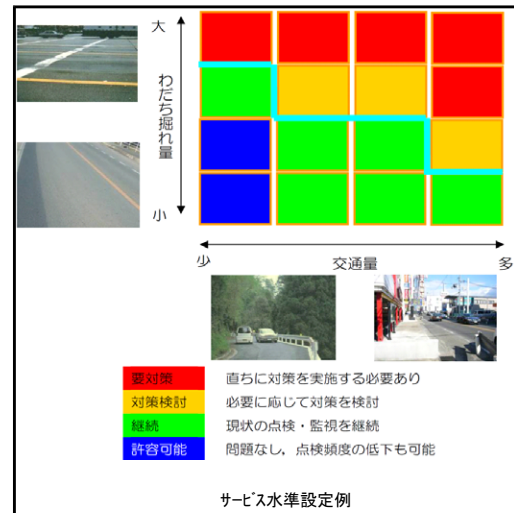 大
わだち掘れ量
小
少 交通量 多
要対策 直ちに対策を実施する必要あり
対策検討 必要に応じて対策を検討
継続 現状の点検・監視を継続
許容可能 問題なし，点検頻度の低下も可能
サービス水準設定例